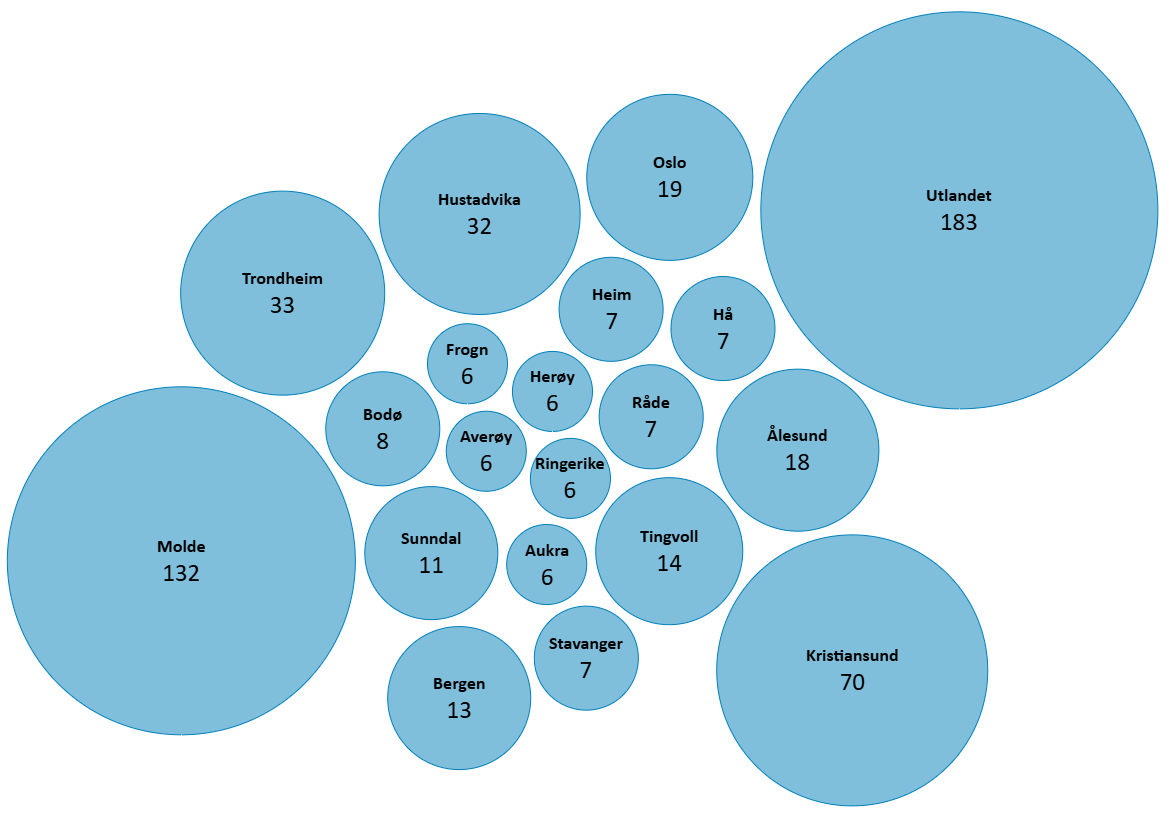 Oslo
19
Utlandet
183
Hustadvika
32
Trondheim
33
Heim
7
Hå
7
Frogn
6
Herøy
6
Råde
7
Bodø
8
Averøy
6
Ålesund
18
Ringerike
6
Molde
132
Sunndal
11
Aukra
6
Tingvoll
14
Stavanger
7
Kristiansund
70
Bergen
13